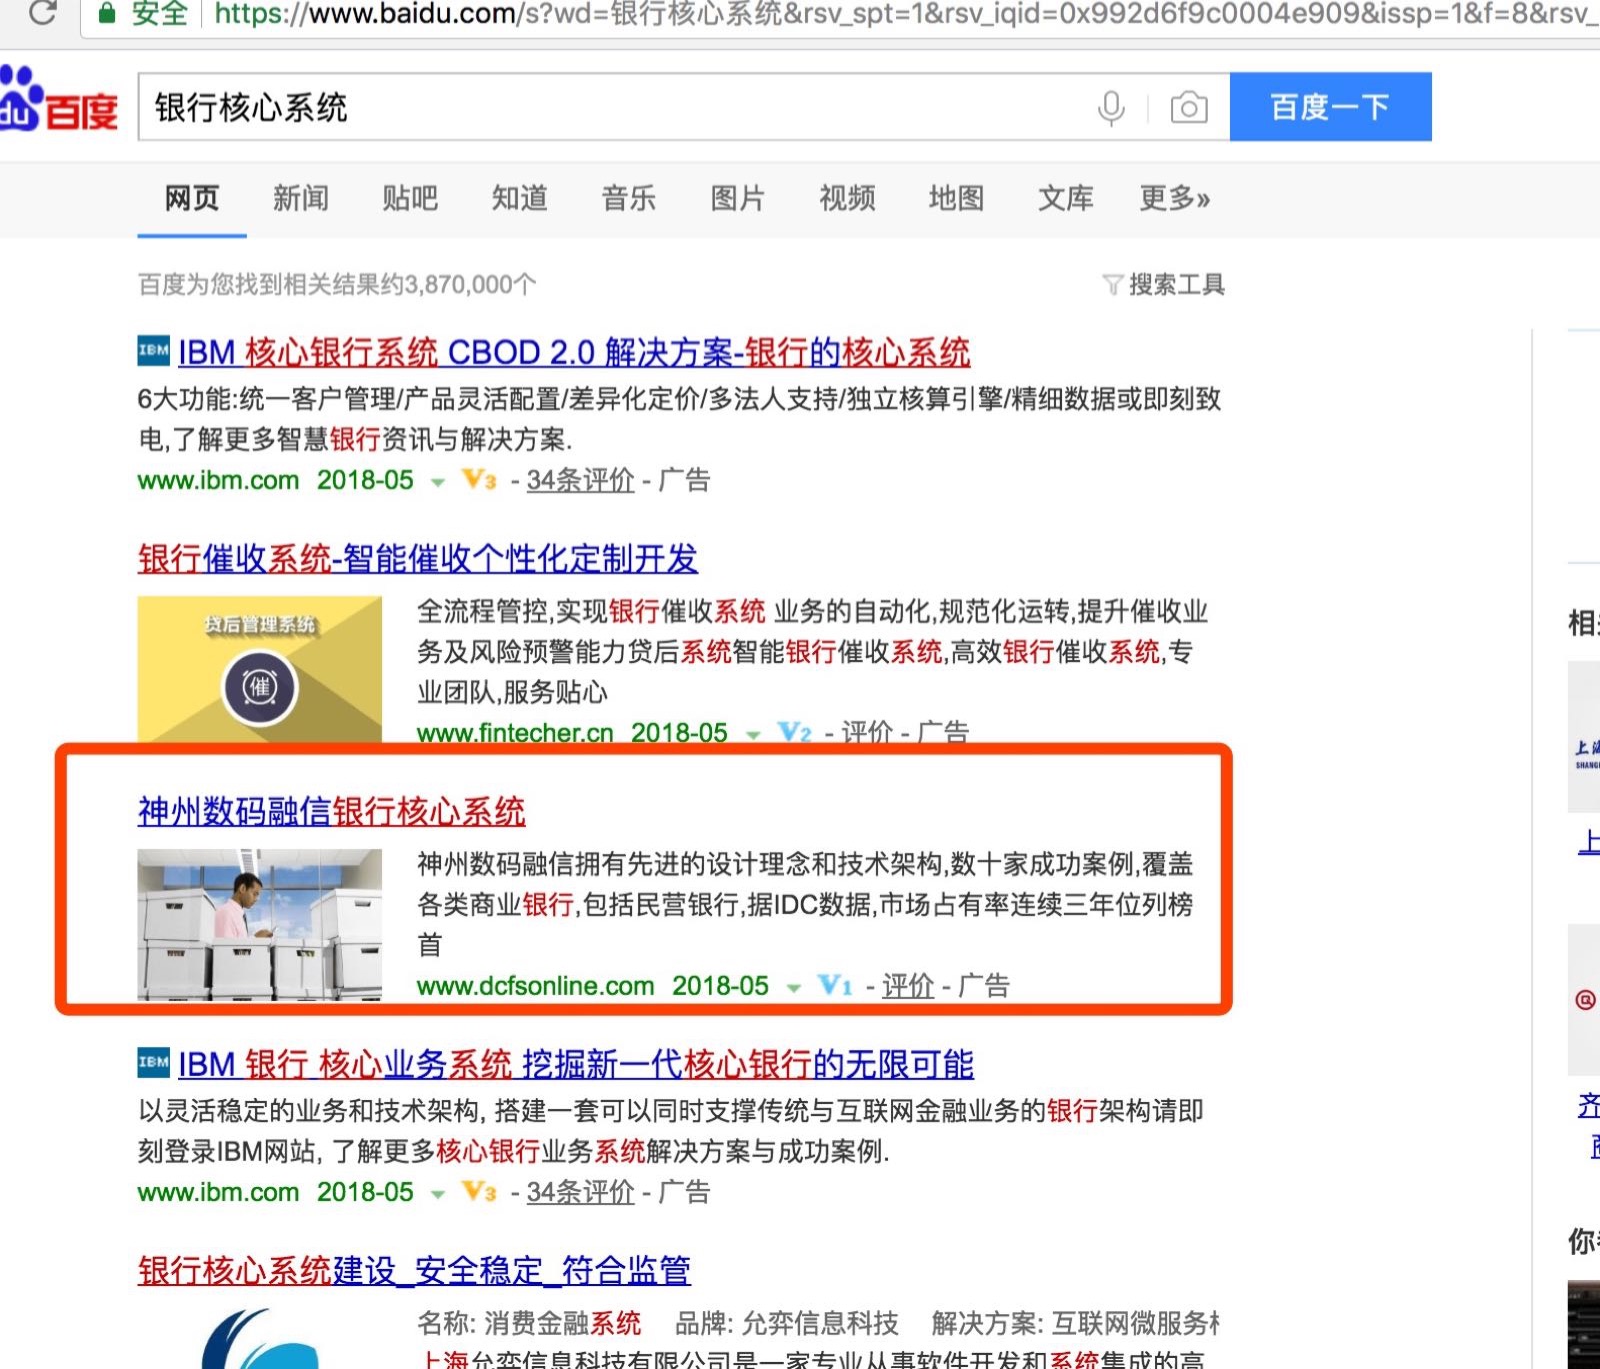 安全 https://www.baidu.com/s?wd=银行核心系统&rsv_spt=1&rsv_iqid=0x992d6f9c0004e909&issp=1&f=8&rsv_
du百度 银行核心系统 百度一下
网页 新闻 贴吧 知道 音乐 图片 视频 地图 文库 更多»
百度为您找到相关结果约3,870,000个 搜索工具
IBM IBM 核心银行系统 CBOD 2.0 解决方案-银行的核心系统
6大功能:统一客户管理/产品灵活配置/差异化定价/多法人支持/独立核算引擎/精细数据或即刻致
电,了解更多智慧银行资讯与解决方案.
www.ibm.com 2018-05 V3 - 34条评价 - 广告
银行催收系统-智能催收个性化定制开发
贷后管理系统
催
全流程管控,实现银行催收系统 业务的自动化,规范化运转,提升催收业
务及风险预警能力贷后系统智能银行催收系统,高效银行催收系统,专
业团队,服务贴心
www.fintecher.cn 2018-05 V2 - 评价 - 广告
神州数码融信银行核心系统
神州数码融信拥有先进的设计理念和技术架构,数十家成功案例,覆盖
各类商业银行,包括民营银行,据IDC数据,市场占有率连续三年位列榜
首
www.dcfsonline.com 2018-05 V1 - 评价 - 广告
IBM IBM 银行 核心业务系统 挖掘新一代核心银行的无限可能
以灵活稳定的业务和技术架构, 搭建一套可以同时支撑传统与互联网金融业务的银行架构请即
刻登录IBM网站, 了解更多核心银行业务系统解决方案与成功案例.
www.ibm.com 2018-05 V3 - 34条评价 - 广告
银行核心系统建设_安全稳定_符合监管
名称: 消费金融系统 品牌: 允弈信息科技 解决方案: 互联网微服务
上海允弈信息科技有限公司是一家专业从事软件开发和系统集成的高
相
上海
SHANG
上
齐
你